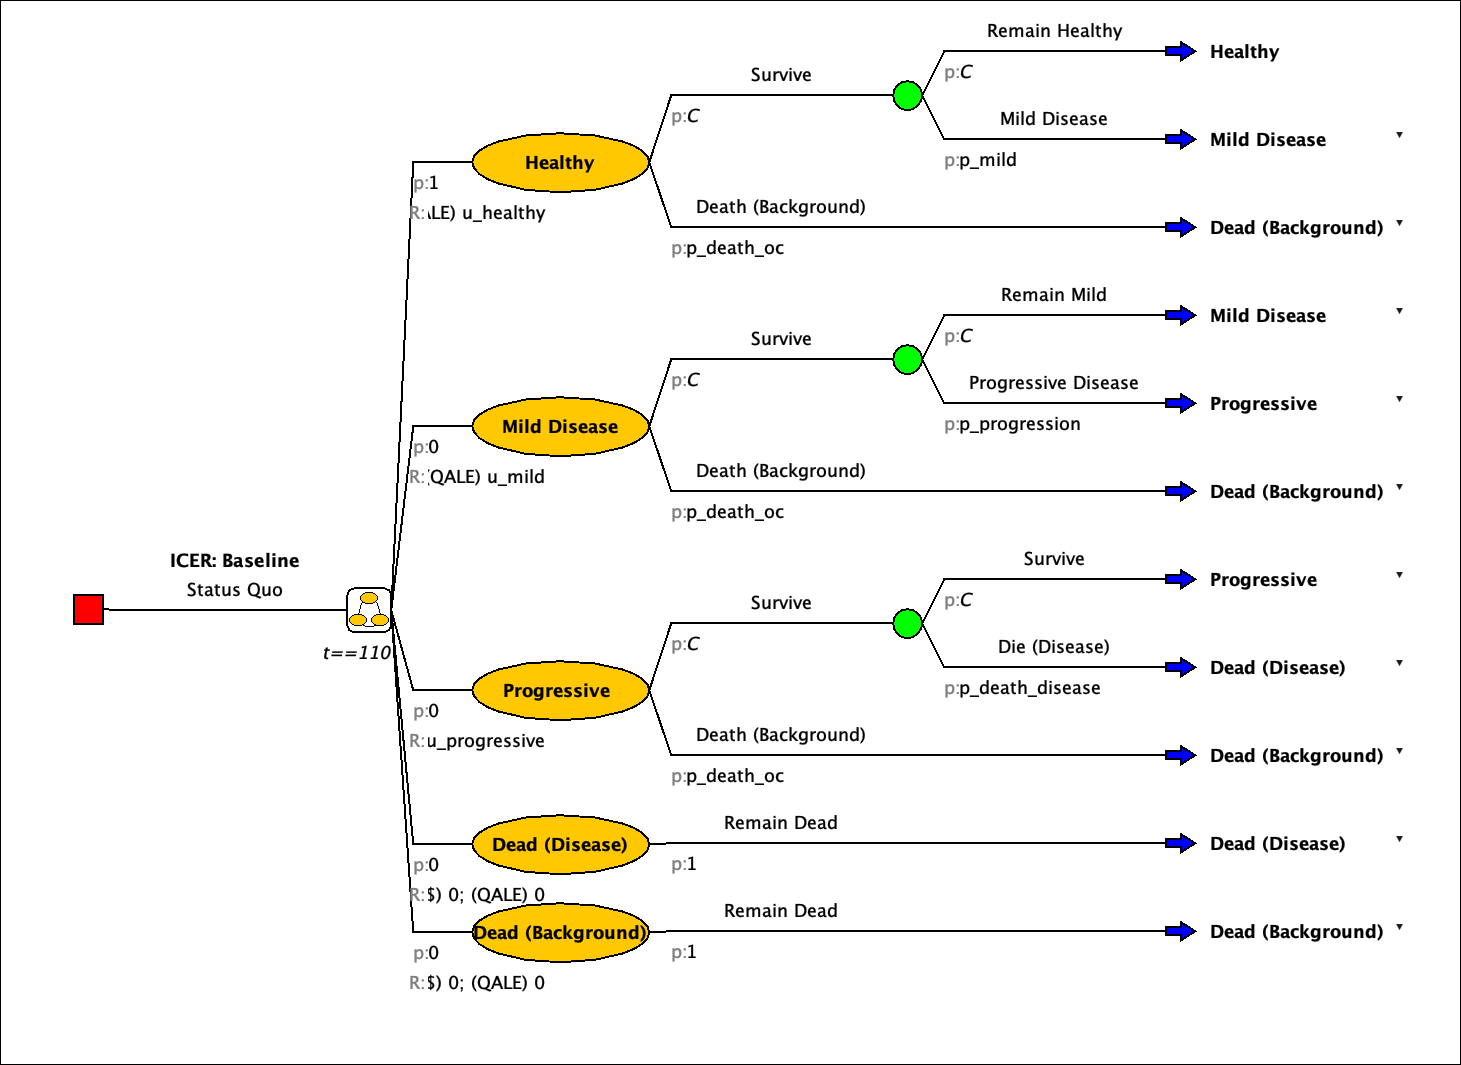 Remain Healthy
Healthy
p:C
Survive
p:C
Mild Disease
Mild Disease
p:p_mild
Healthy
p:1
R: ALE) u_healthy
Death (Background)
Dead (Background)
p:p_death_oc
Remain Mild
Mild Disease
p:C
Survive
p:C
Progressive Disease
Progressive
p:p_progression
Mild Disease
p:0
R:(QALE) u_mild
Death (Background)
Dead (Background)
p:p_death_oc
ICER: Baseline
Status Quo
t==110
Survive
Progressive
p:C
Survive
p:C
Die (Disease)
Dead (Disease)
p:p_death_disease
Progressive
p:0
R:u_progressive
Death (Background)
Dead (Background)
p:p_death_oc
Dead (Disease)
p:0
R:$) 0; (QALE) 0
Remain Dead
Dead (Disease)
p:1
Dead (Background)
p:0
R:$) 0; (QALE) 0
Remain Dead
Dead (Background)
p:1